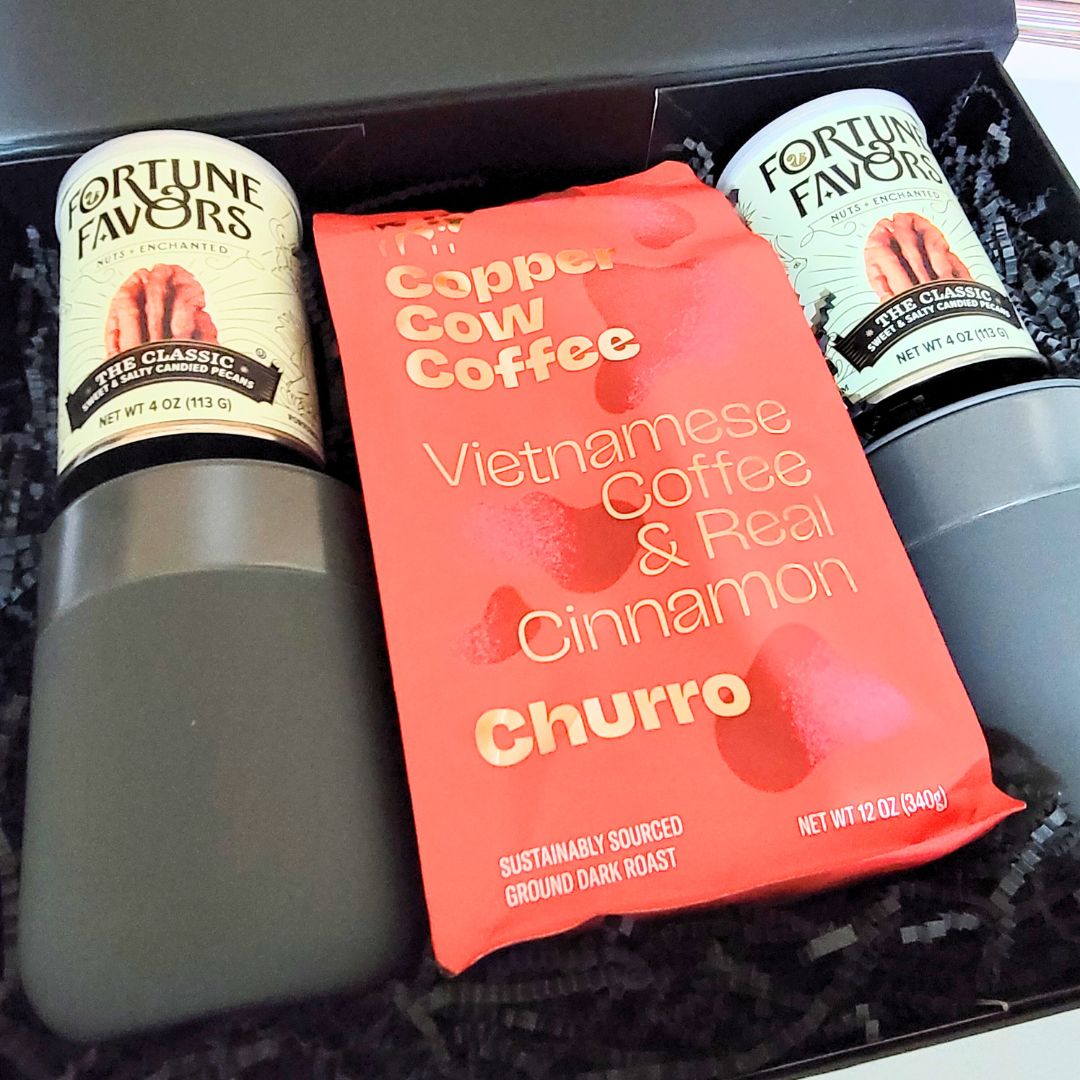 FORTUNE
FAVORS
NUTS + ENCHANTED
THE CLASSIC
SWEET & SALTY CANDIED PECANS
NET WT 4 OZ (113 G)
Copper
Cow
Coffee
Vietnamese
Coffee
& Real
Cinnamon
Churro
SUSTAINABLY SOURCED
GROUND DARK ROAST
NET WT 12 OZ (340g)
FORTUNE
FAVORS
NUTS + ENCHANTED
THE CLASSIC
SWEET & SALTY CANDIED PECANS
NET WT 4 OZ (113 G)